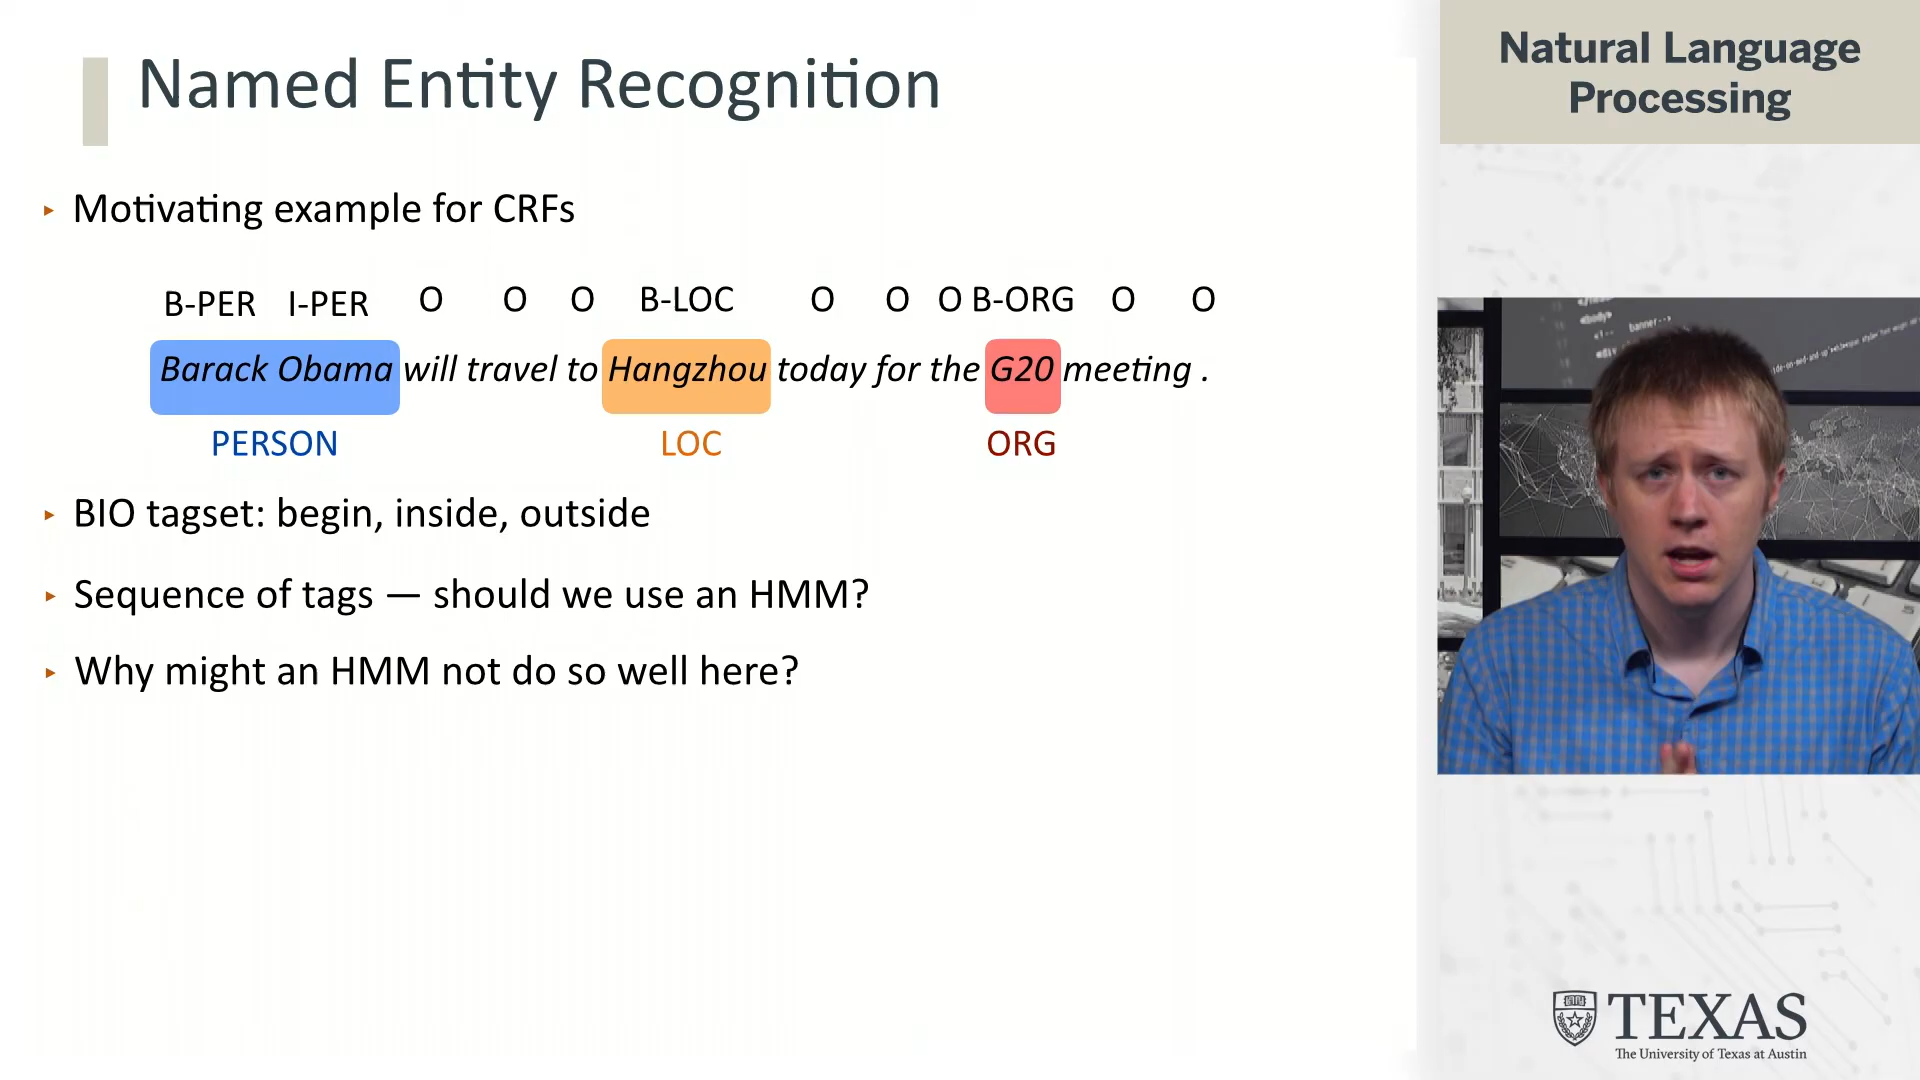 Named Entity Recognition
Natural Language
Processing
▸ Motivating example for CRFs
B-PER I-PER O O O B-LOC O O O B-ORG O O
Barack Obama will travel to Hangzhou today for the G20 meeting .
PERSON LOC ORG
▸ BIO tagset: begin, inside, outside
▸ Sequence of tags — should we use an HMM?
▸ Why might an HMM not do so well here?
banner-->
TEXAS
The University of Texas at Austin